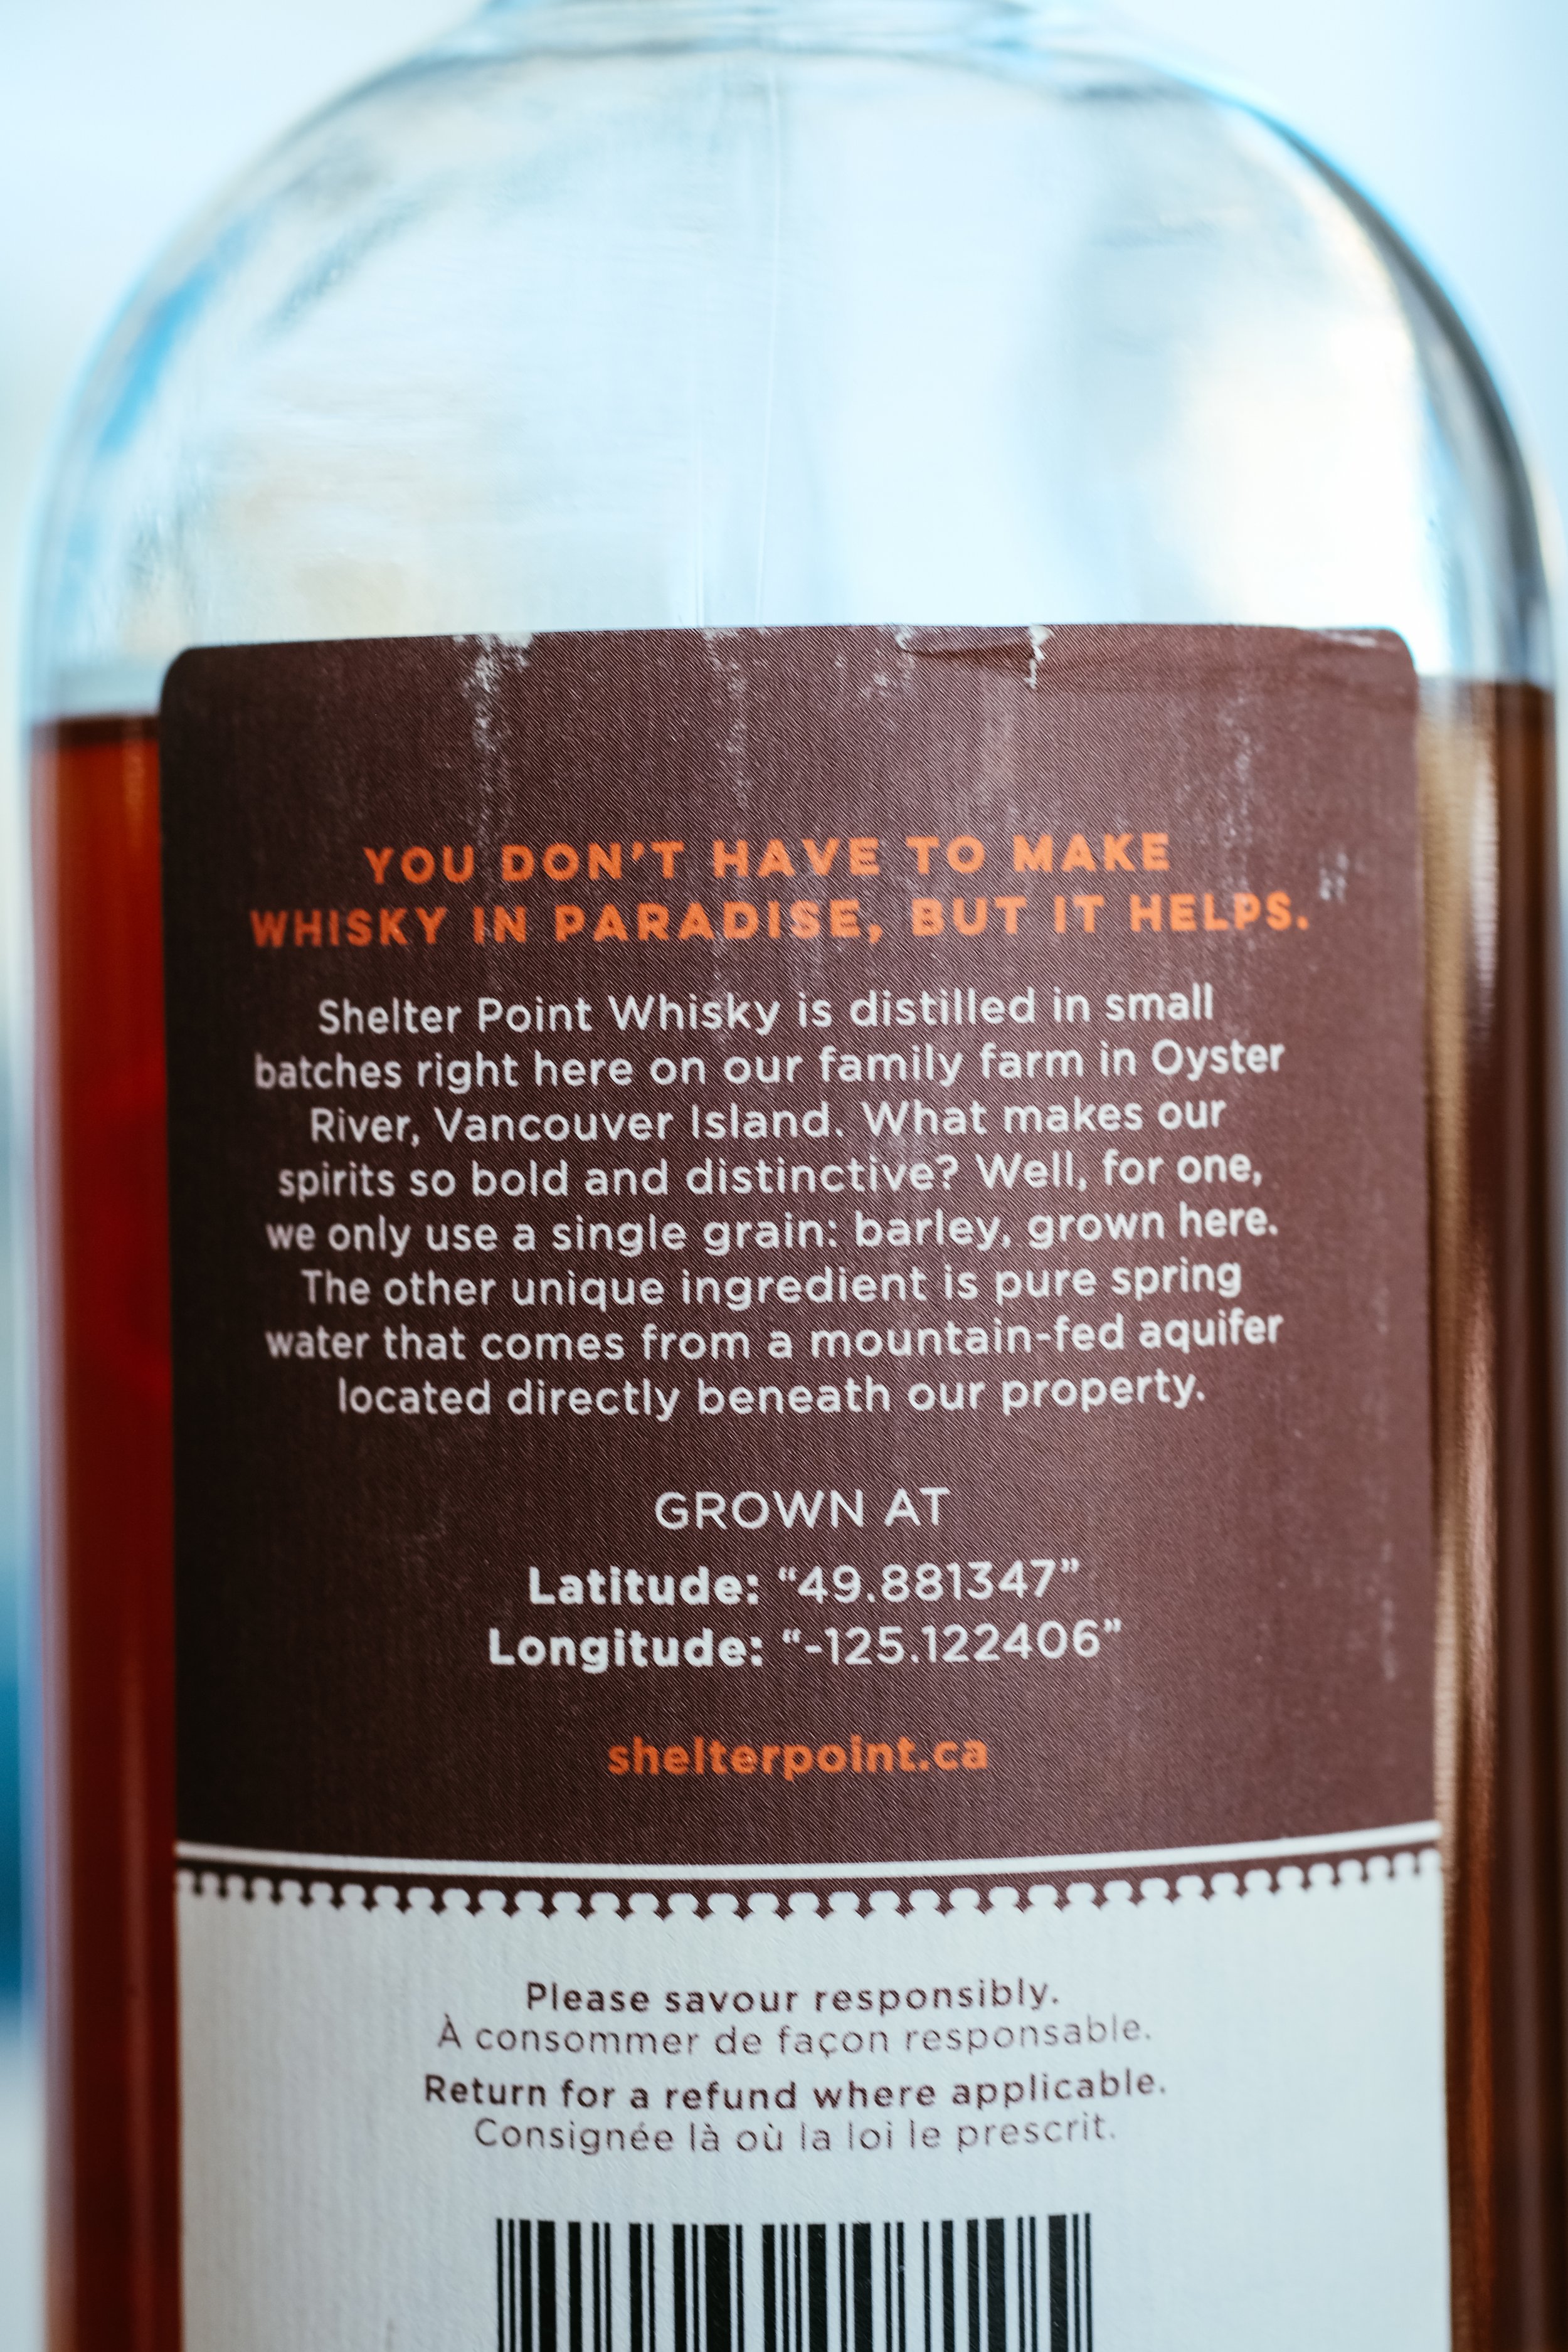 YOU DON'T HAVE TO MAKE
WHISKY IN PARADISE, BUT IT HELPS.
Shelter Point Whisky is distilled in small
batches right here on our family farm in Oyster
River, Vancouver Island. What makes our
spirits so bold and distinctive? Well, for one,
we only use a single grain: barley, grown here.
The other unique ingredient is pure spring
water that comes from a mountain-fed aquifer
located directly beneath our property.
GROWN AT
Latitude: “49.881347”
Longitude: “-125.122406”
shelterpoint.ca
Please savour responsibly.
À consommer de façon responsable.
Return for a refund where applicable.
Consignée là où la loi le prescrit.